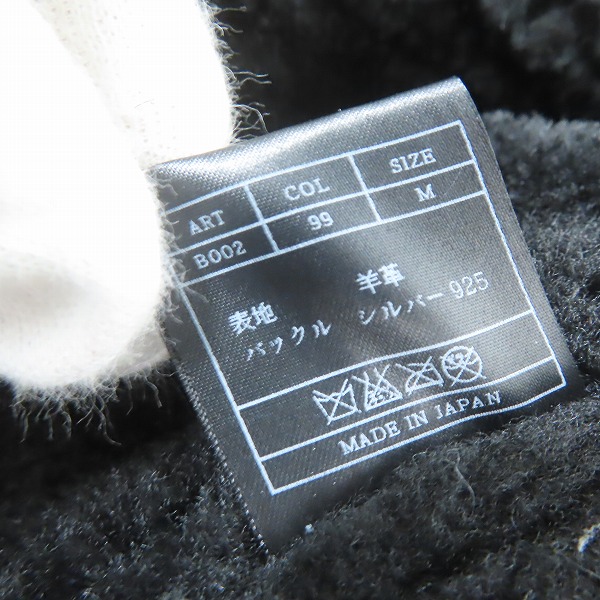 ART COL SIZE
B002 99 M
表地 羊革
バックル シルバー925
MADE IN JAPAN